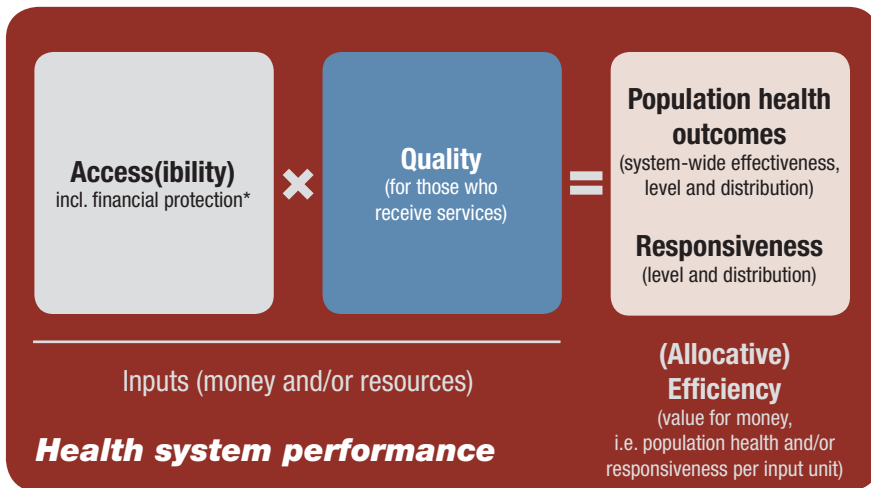 Access(ibility)
incl. financial protection*
×
Quality
(for those who
receive services)
=
Population health
outcomes
(system-wide effectiveness,
level and distribution)
Responsiveness
(level and distribution)
Inputs (money and/or resources)
(Allocative)
Efficiency
(value for money,
i.e. population health and/or
responsiveness per input unit)
Health system performance